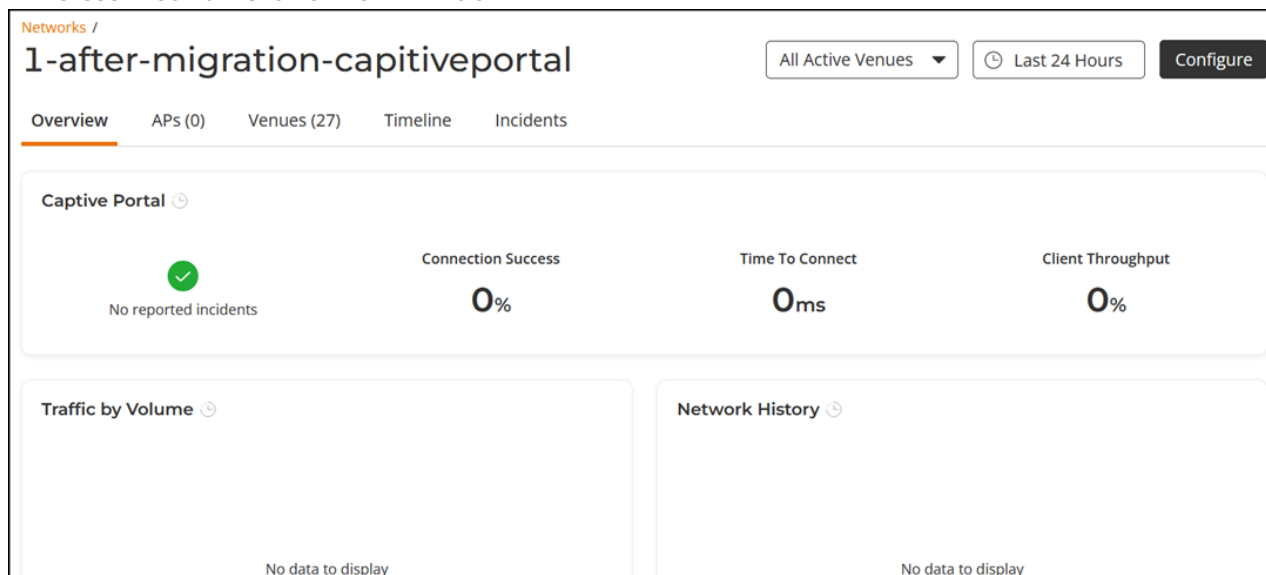 Networks /
1-after-migration-capitiveportal
All Active Venues
Last 24 Hours
Configure
Overview APs (0) Venues (27) Timeline Incidents
Captive Portal
Connection Success Time To Connect Client Throughput
0% 0ms 0%
No reported incidents
Traffic by Volume Network History
No data to display No data to display